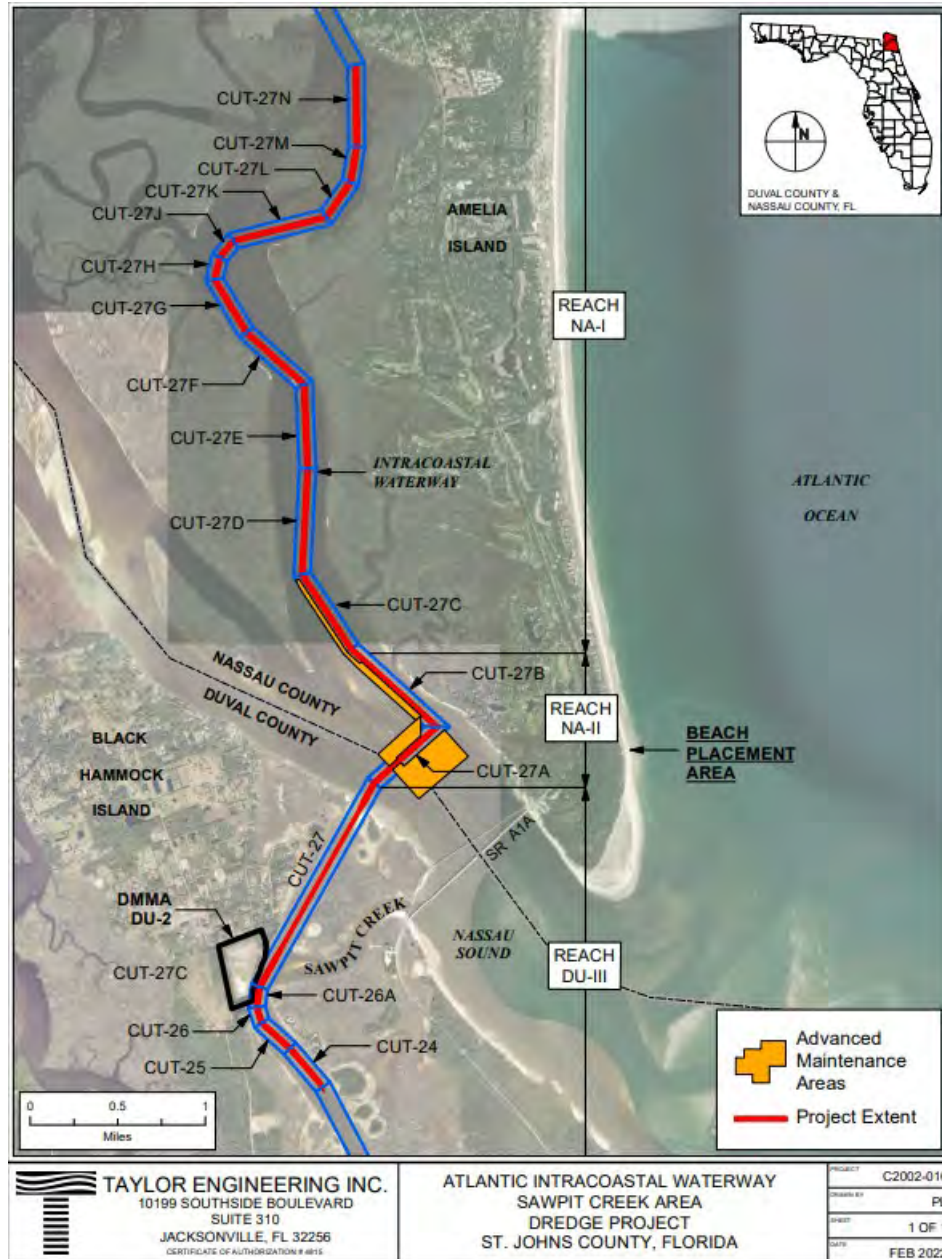 CUT-27N
CUT-27M
CUT-27L
CUT-27K
CUT-27J
CUT-27H
CUT-27G
CUT-27F
CUT-27E
CUT-27D
CUT-27C
CUT-27B
CUT-27A
CUT-27
CUT-26A
CUT-27C
CUT-26
CUT-25
CUT-24
AMELIA
ISLAND
REACH
NA-I
N
DUVAL COUNTY &
NASSAU COUNTY, FL
INTRACOASTAL
WATERWAY
ATLANTIC
OCEAN
NASSAU COUNTY
DUVAL COUNTY
REACH
NA-II
BEACH
PLACEMENT
AREA
BLACK
HAMMOCK
ISLAND
SR A1A
DMMA
DU-2
SAWPIT CREEK
NASSAU
SOUND
REACH
DU-III
Advanced
Maintenance
Areas
Project Extent
0 0.5 1
Miles
TAYLOR ENGINEERING INC.
10199 SOUTHSIDE BOULEVARD
SUITE 310
JACKSONVILLE, FL 32256
CERTIFICATE OF AUTHORIZATION # 4815
ATLANTIC INTRACOASTAL WATERWAY
SAWPIT CREEK AREA
DREDGE PROJECT
ST. JOHNS COUNTY, FLORIDA
PROJECT
DRAWN BY
SHEET
1 OF
DATE